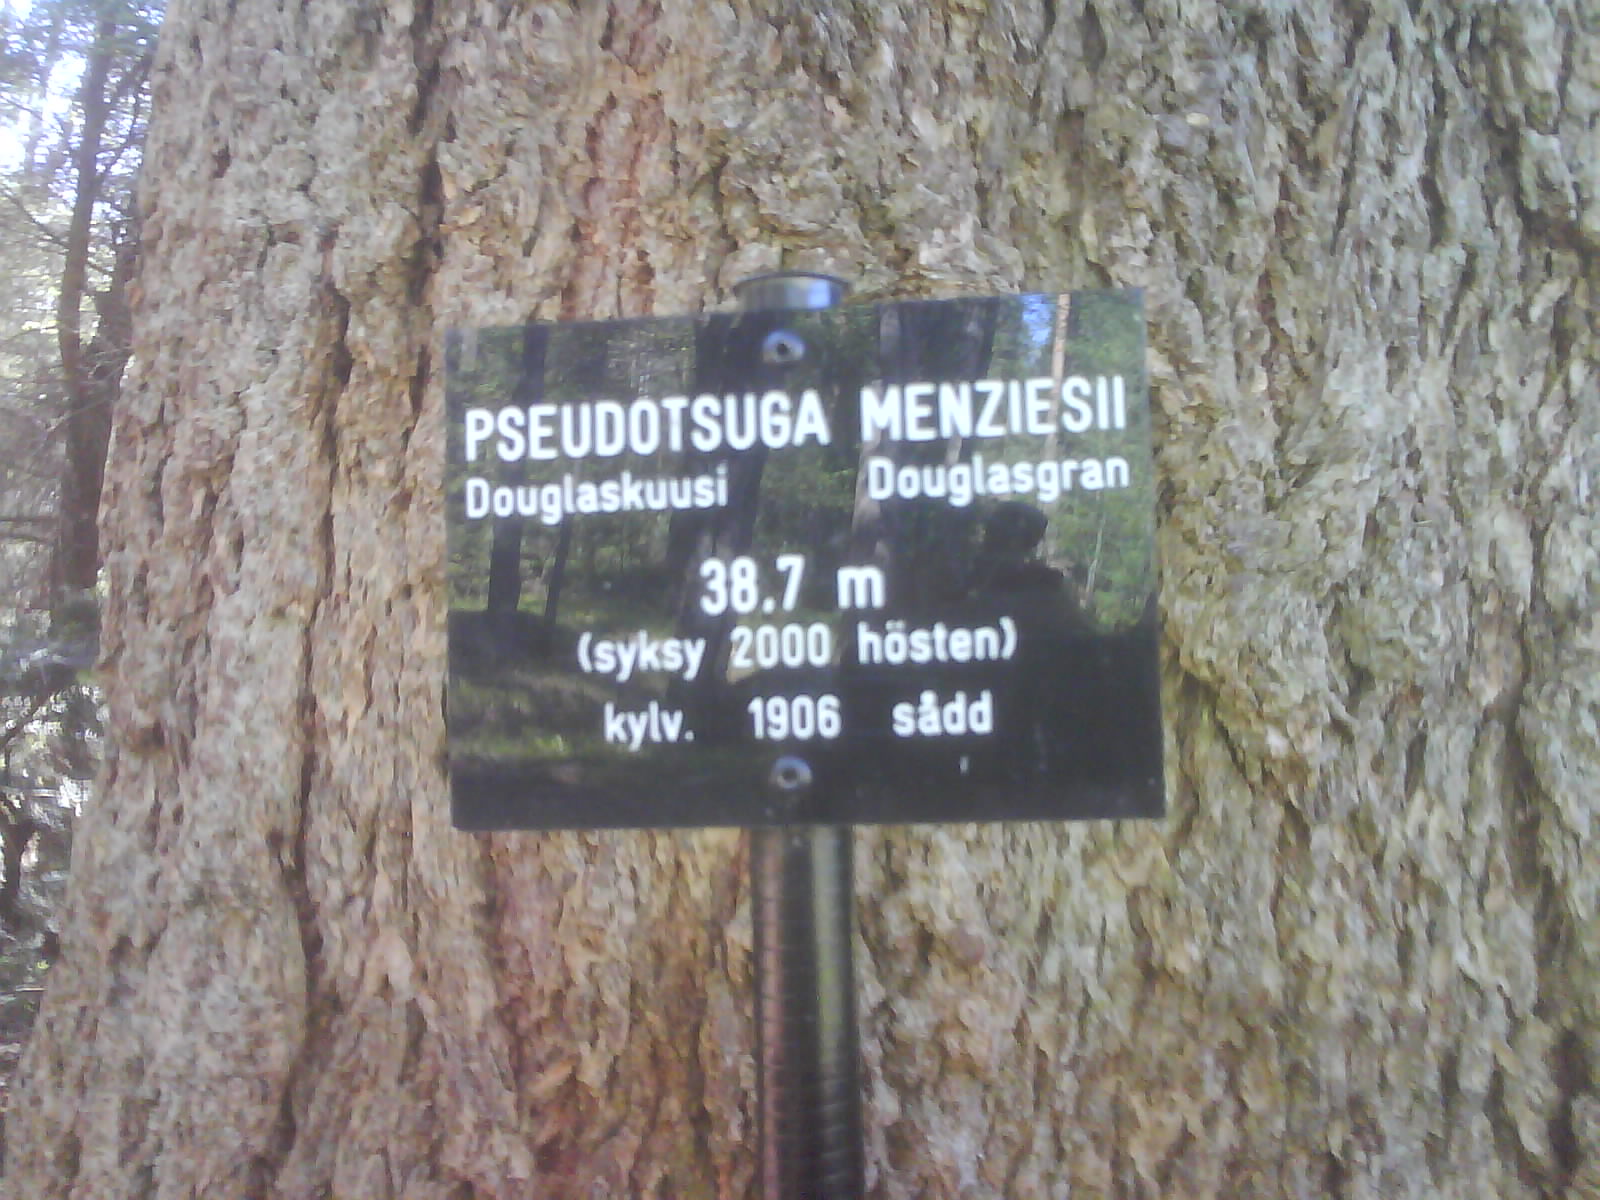 PSEUDOTSUGA MENZIESII
Douglaskuusi Douglasgran
38.7 m
(syksy 2000 hösten)
kylv. 1906 sådd